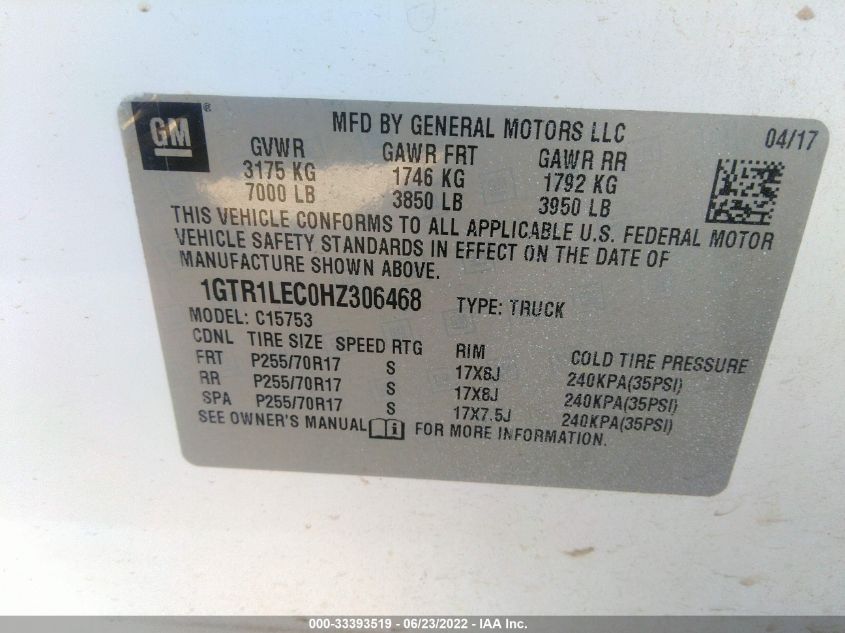 GM ®
MFD BY GENERAL MOTORS LLC 04/17
GVWR GAWR FRT GAWR RR
3175 KG 1746 KG 1792 KG
7000 LB 3850 LB 3950 LB
THIS VEHICLE CONFORMS TO ALL APPLICABLE U.S. FEDERAL MOTOR
VEHICLE SAFETY STANDARDS IN EFFECT ON THE DATE OF
MANUFACTURE SHOWN ABOVE.
1GTR1LEC0HZ306468 TYPE: TRUCK
MODEL: C15753
CDNL TIRE SIZE SPEED RTG RIM COLD TIRE PRESSURE
FRT P255/70R17 S 17X8J 240KPA(35PSI)
RR P255/70R17 S 17X8J 240KPA(35PSI)
SPA P255/70R17 S 17X7.5J 240KPA(35PSI)
SEE OWNER'S MANUAL i FOR MORE INFORMATION.
000-33393519 - 06/23/2022 - IAA Inc.